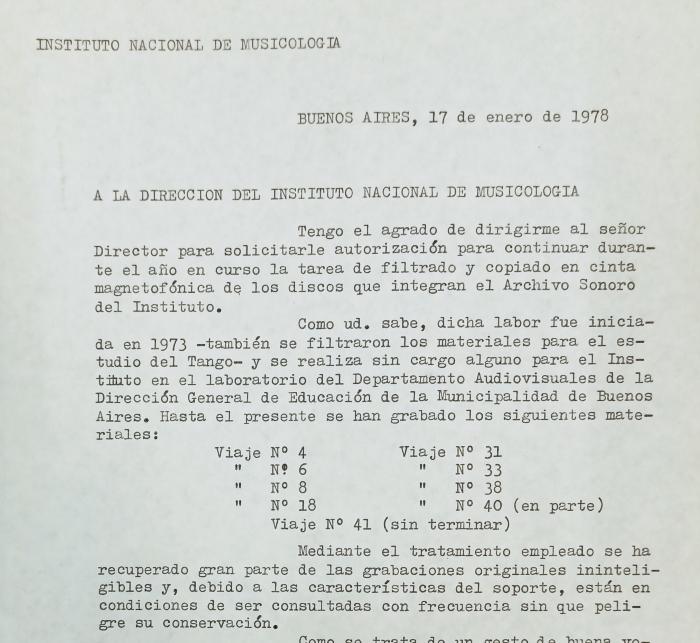 INSTITUTO NACIONAL DE MUSICOLOGIA
BUENOS AIRES, 17 de enero de 1978
A LA DIRECCION DEL INSTITUTO NACIONAL DE MUSICOLOGIA
Tengo el agrado de dirigirme al señor
Director para solicitarle autorización para continuar duran-
te el año en curso la tarea de filtrado y copiado en cinta
magnetofónica de los discos que integran el Archivo Sonoro
del Instituto.
Como ud. sabe, dicha labor fue inicia-
da en 1973 -también se filtraron los materiales para el es-
tudio del Tango- y se realiza sin cargo alguno para el Ins-
tituto en el laboratorio del Departamento Audiovisuales de la
Dirección General de Educación de la Municipalidad de Buenos
Aires. Hasta el presente se han grabado los siguientes mate-
riales:
Viaje Nº 4 Viaje Nº 31
" Nº 6 " Nº 33
" Nº 8 " Nº 38
" Nº 18 " Nº 40 (en parte)
Viaje Nº 41 (sin terminar)
Mediante el tratamiento empleado se ha
recuperado gran parte de las grabaciones originales ininteli-
gibles y, debido a las características del soporte, están en
condiciones de ser consultadas con frecuencia sin que peli-
gre su conservación.
Como se trata de un gesto de buena vo-